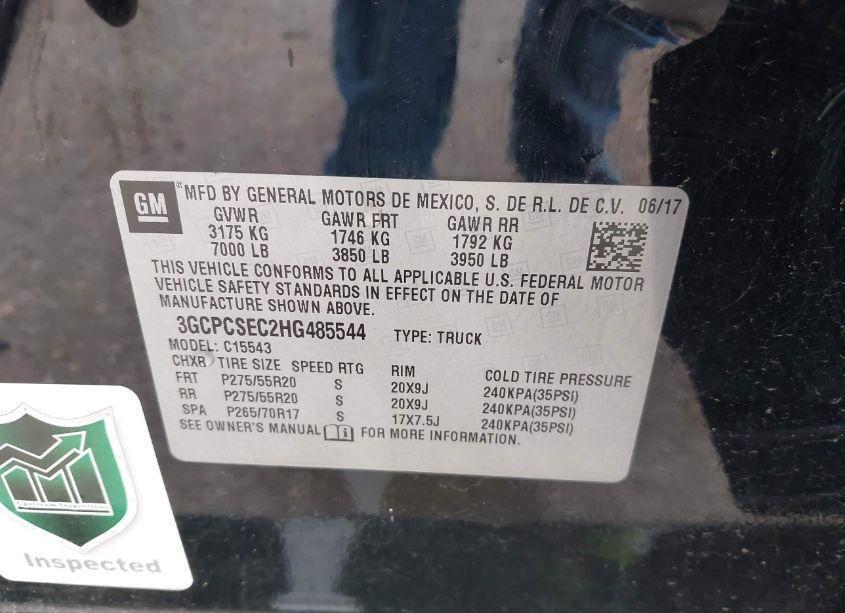 GM ® MFD BY GENERAL MOTORS DE MEXICO, S. DE R.L. DE C.V. 06/17
GVWR GAWR FRT GAWR RR
3175 KG 1746 KG 1792 KG
7000 LB 3850 LB 3950 LB
THIS VEHICLE CONFORMS TO ALL APPLICABLE U.S. FEDERAL MOTOR
VEHICLE SAFETY STANDARDS IN EFFECT ON THE DATE OF
MANUFACTURE SHOWN ABOVE.
3GCPCSEC2HG485544 TYPE: TRUCK
MODEL: C15543
CHXR TIRE SIZE SPEED RTG RIM COLD TIRE PRESSURE
FRT P275/55R20 S 20X9J 240KPA(35PSI)
RR P275/55R20 S 20X9J 240KPA(35PSI)
SPA P265/70R17 S 17X7.5J 240KPA(35PSI)
SEE OWNER'S MANUAL FOR MORE INFORMATION.
Inspected